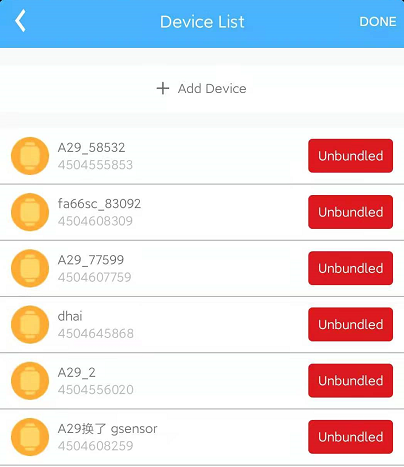 Device List
DONE
+ Add Device
A29_58532
4504555853
Unbundled
fa66sc_83092
4504608309
Unbundled
A29_77599
4504607759
Unbundled
dhai
4504645868
Unbundled
A29_2
4504556020
Unbundled
A29换了 gsensor
4504608259
Unbundled